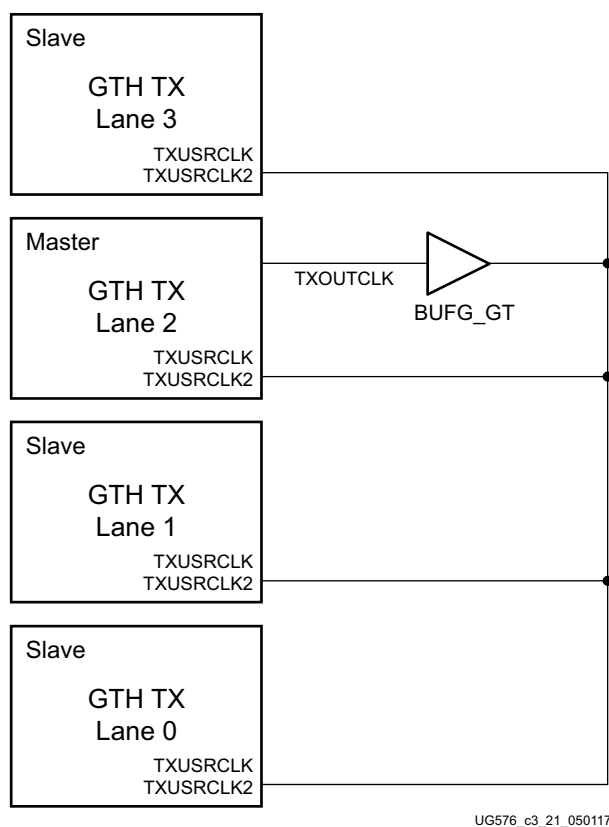 Slave
GTH TX
Lane 3
TXUSRCLK
TXUSRCLK2
Master
GTH TX
Lane 2
TXOUTCLK
BUFG_GT
TXUSRCLK
TXUSRCLK2
Slave
GTH TX
Lane 1
TXUSRCLK
TXUSRCLK2
Slave
GTH TX
Lane 0
TXUSRCLK
TXUSRCLK2
UG576_c3_21_050117